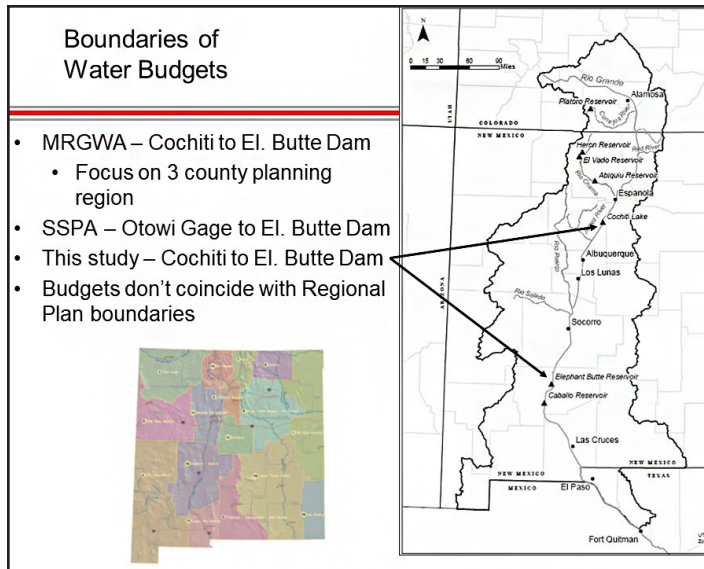 Boundaries of
Water Budgets
• MRGWA – Cochiti to El. Butte Dam
• Focus on 3 county planning
region
• SSPA – Otowi Gage to El. Butte Dam
• This study – Cochiti to El. Butte Dam
• Budgets don’t coincide with Regional
Plan boundaries
N
0 15 30 60 90
Miles
Rio Grande
Alamosa
Platoro Reservoir
Conejos River
UTAH
COLORADO
NEW MEXICO
Red River
Heron Reservoir
El Vado Reservoir
Abiquiu Reservoir
Rio Chama
Espanola
Cochiti Lake
Rio Puerco
Albuquerque
Los Lunas
ARIZONA
Rio Salado
Socorro
Elephant Butte Reservoir
Caballo Reservoir
Las Cruces
NEW MEXICO
MEXICO
NEW MEXICO
TEXAS
El Paso
Fort Quitman